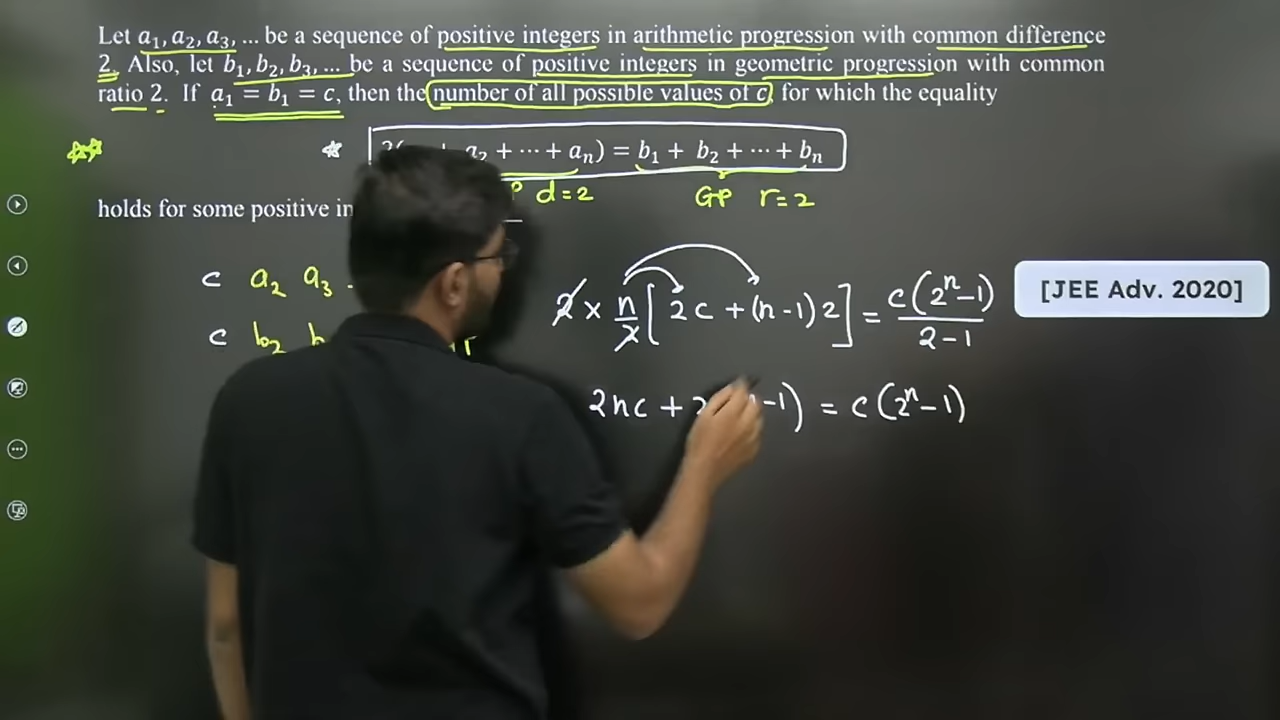 Let a₁, a₂, a₃, ... be a sequence of positive integers in arithmetic progression with common difference
2. Also, let b₁, b₂, b₃, ... be a sequence of positive integers in geometric progression with common
ratio 2. If a₁ = b₁ = c, then the number of all possible values of c, for which the equality
a₂ + ⋯ + aₙ) = b₁ + b₂ + ⋯ + bₙ
d=2 GP r=2
holds for some positive
c a₂ a₃
2 × n/2 [2c + (n-1)2] = c(2ⁿ-1)/(2-1)
[JEE Adv. 2020]
c b₂
2nc + -1) = c(2ⁿ-1)